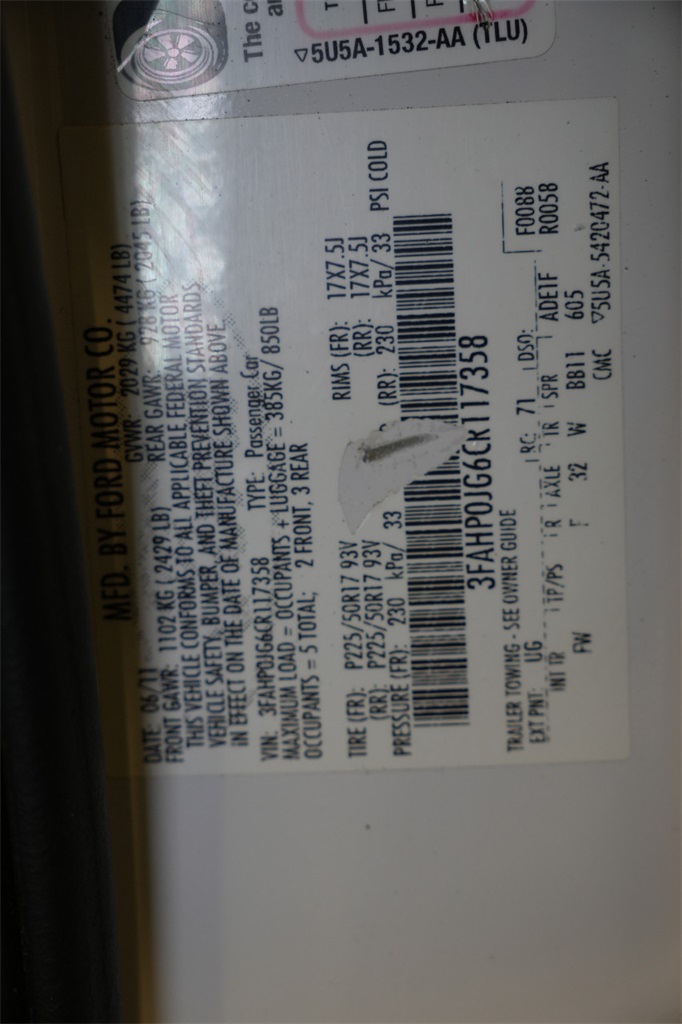 The c
a
▽5U5A-1532-AA (TLU)
MFD. BY FORD MOTOR CO.
DATE 06/11 GVWR: 2029 KG ( 4474 LB)
FRONT GAWR: 1102 KG ( 2429 LB) REAR GAWR: 928 KG ( 2045 LB)
THIS VEHICLE CONFORMS TO ALL APPLICABLE FEDERAL MOTOR
VEHICLE SAFETY, BUMPER, AND THEFT PREVENTION STANDARDS
IN EFFECT ON THE DATE OF MANUFACTURE SHOWN ABOVE
VIN: 3FAHP0JG6CR117358 TYPE: Passenger Car
MAXIMUM LOAD = OCCUPANTS + LUGGAGE = 385KG/ 850LB
OCCUPANTS = 5 TOTAL; 2 FRONT, 3 REAR
TIRE (FR): P225/50R17 93V RIMS (FR): 17X7.5J
(RR): P225/50R17 93V (RR): 17X7.5J
PRESSURE (FR): 230 kPa/ 33 (RR): 230 kPa/ 33 PSI COLD
3FAHP0JG6CR117358
TRAILER TOWING - SEE OWNER GUIDE
EXT PNT: UG RC: 71 DSO: F0088
R0058
INT TR TP/PS R AXLE TR SPR ADE1F
FW 32 W BB11 605
CMC ▽5U5A-5420472-AA